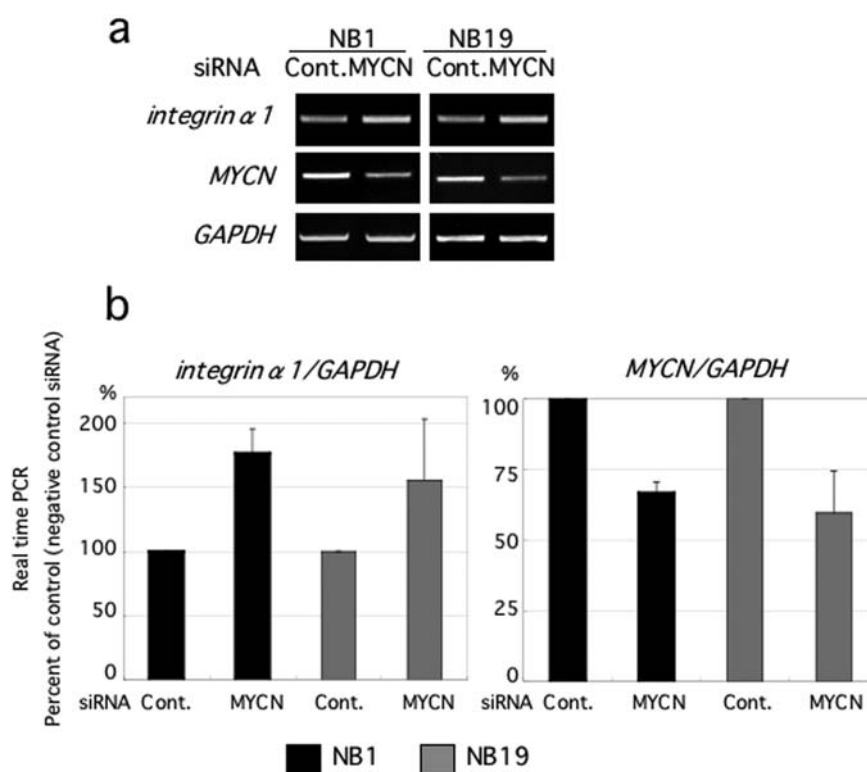 a
NB1 NB19
siRNA Cont.MYCN Cont.MYCN
integrin α 1
MYCN
GAPDH
b
Real time PCR
Percent of control (negative control siRNA)
integrin α 1/GAPDH
%
200
150
100
50
0
siRNA Cont. MYCN Cont. MYCN
MYCN/GAPDH
%
100
75
50
25
0
siRNA Cont. MYCN Cont. MYCN
NB1 NB19